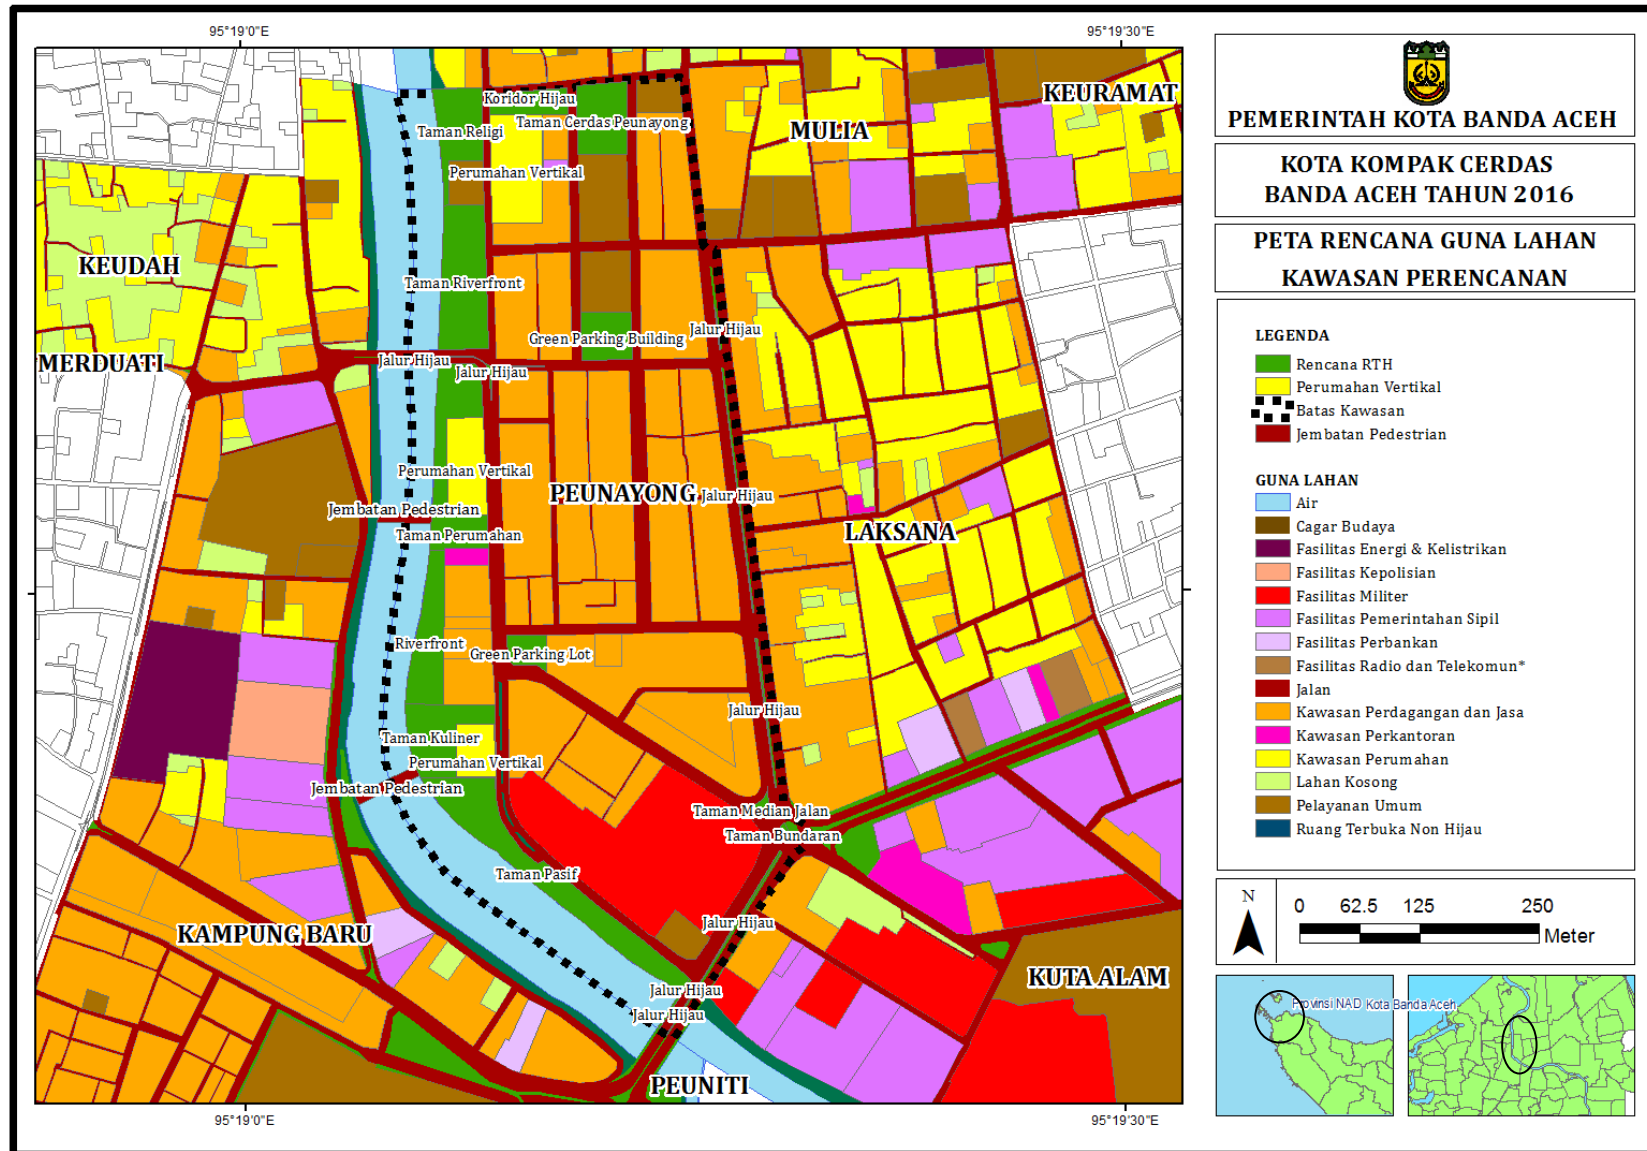 95°19'0"E
95°19'30"E
KEURAMAT
Koridor Hijau
Taman Cerdas Peunayong
MULIA
Taman Religi
Perumahan Vertikal
KEUDAH
Taman Riverfront
Jalur Hijau
Green Parking Building
MERDUATI
Jalur Hijau
Jalur Hijau
Perumahan Vertikal
PEUNAYONG
Jalur Hijau
Jembatan Pedestrian
Taman Perumahan
LAKSANA
Riverfront
Green Parking Lot
Jalur Hijau
Taman Kuliner
Perumahan Vertikal
Jembatan Pedestrian
Taman Median Jalan
Taman Bundaran
Taman Pasif
KAMPUNG BARU
Jalur Hijau
KUTA ALAM
Jalur Hijau
Jalur Hijau
PEUNITI
95°19'0"E
95°19'30"E
PEMERINTAH KOTA BANDA ACEH
KOTA KOMPAK CERDAS
BANDA ACEH TAHUN 2016
PETA RENCANA GUNA LAHAN
KAWASAN PERENCANAN
LEGENDA
Rencana RTH
Perumahan Vertikal
Batas Kawasan
Jembatan Pedestrian
GUNA LAHAN
Air
Cagar Budaya
Fasilitas Energi & Kelistrikan
Fasilitas Kepolisian
Fasilitas Militer
Fasilitas Pemerintahan Sipil
Fasilitas Perbankan
Fasilitas Radio dan Telekomun*
Jalan
Kawasan Perdagangan dan Jasa
Kawasan Perkantoran
Kawasan Perumahan
Lahan Kosong
Pelayanan Umum
Ruang Terbuka Non Hijau
N
0 62.5 125 250
Meter
Provinsi NAD
Kota Banda Aceh